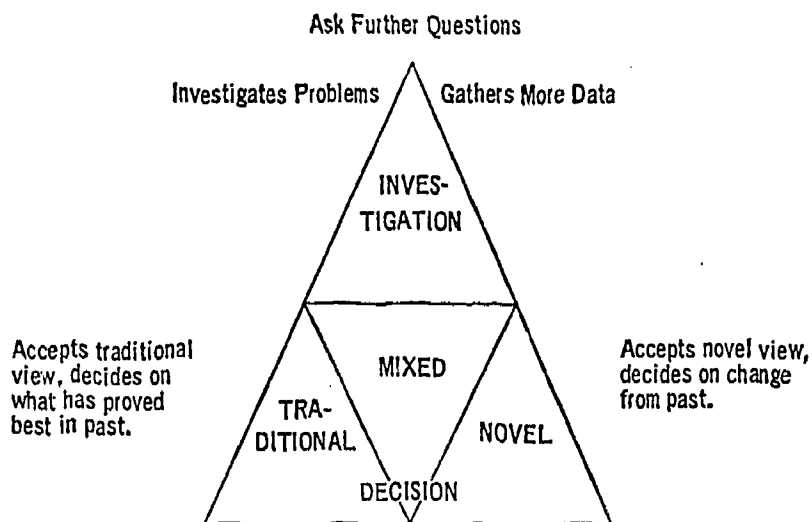 Ask Further Questions
Investigates Problems
Gathers More Data
INVES-
TIGATION
Accepts traditional
view, decides on
what has proved
best in past.
MIXED
Accepts novel view,
decides on change
from past.
TRA-
DITIONAL
NOVEL
DECISION